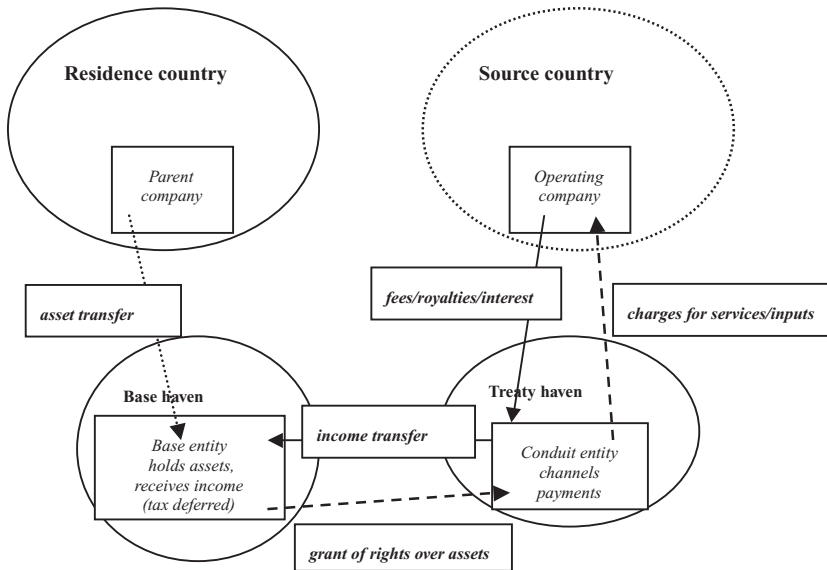 Residence country
Source country
Parent
company
Operating
company
asset transfer
fees/royalties/interest
charges for services/inputs
Base haven
Treaty haven
Base entity
holds assets,
receives income
(tax deferred)
income transfer
Conduit entity
channels
payments
grant of rights over assets